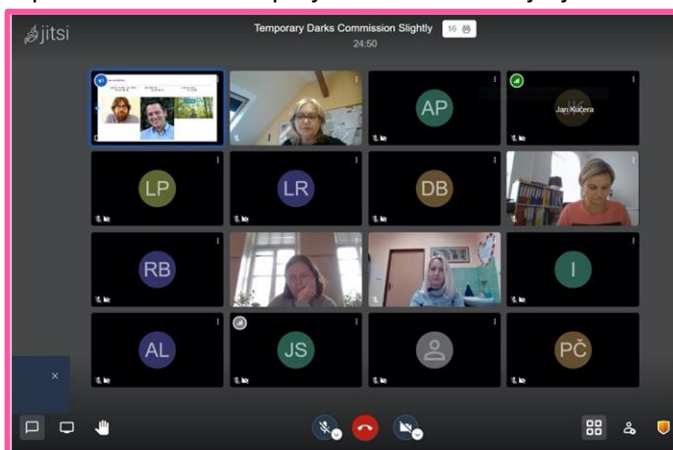 jitsi
Temporary Darks Commission Slightly 16
24:50
AP
Jan Kučera
LP
LR
DB
RB
I
AL
JS
PČ